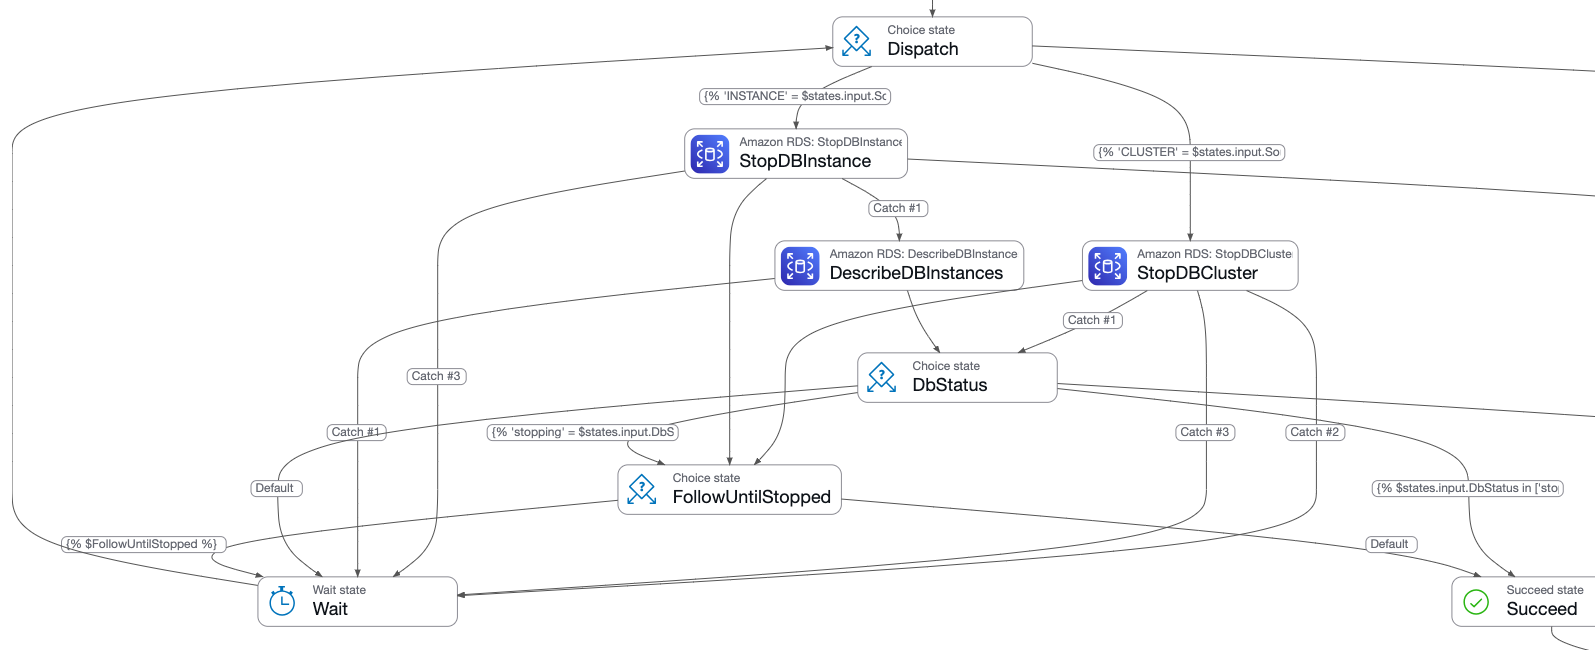 Choice state
Dispatch
{% 'INSTANCE' = $states.input.Sc
Amazon RDS: StopDBInstance
StopDBInstance
{% 'CLUSTER' = $states.input.So
Catch #1
Amazon RDS: DescribeDBInstance
DescribeDBInstances
Amazon RDS: StopDBCluste
StopDBCluster
Catch #1
Choice state
DbStatus
Catch #3
Catch #1
{% 'stopping' = $states.input.DbS
Catch #3
Catch #2
Choice state
FollowUntilStopped
Default
{% $states.input.DbStatus in ['sto
{% $FollowUntilStopped %}
Default
Wait state
Wait
Succeed state
Succeed